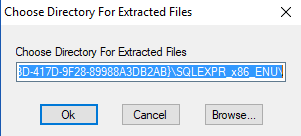 Choose Directory For Extracted Files
Choose Directory For Extracted Files
3D-417D-9F28-89988A3DB2AB}\SQLEXPR_x86_ENU\
Ok Cancel Browse...